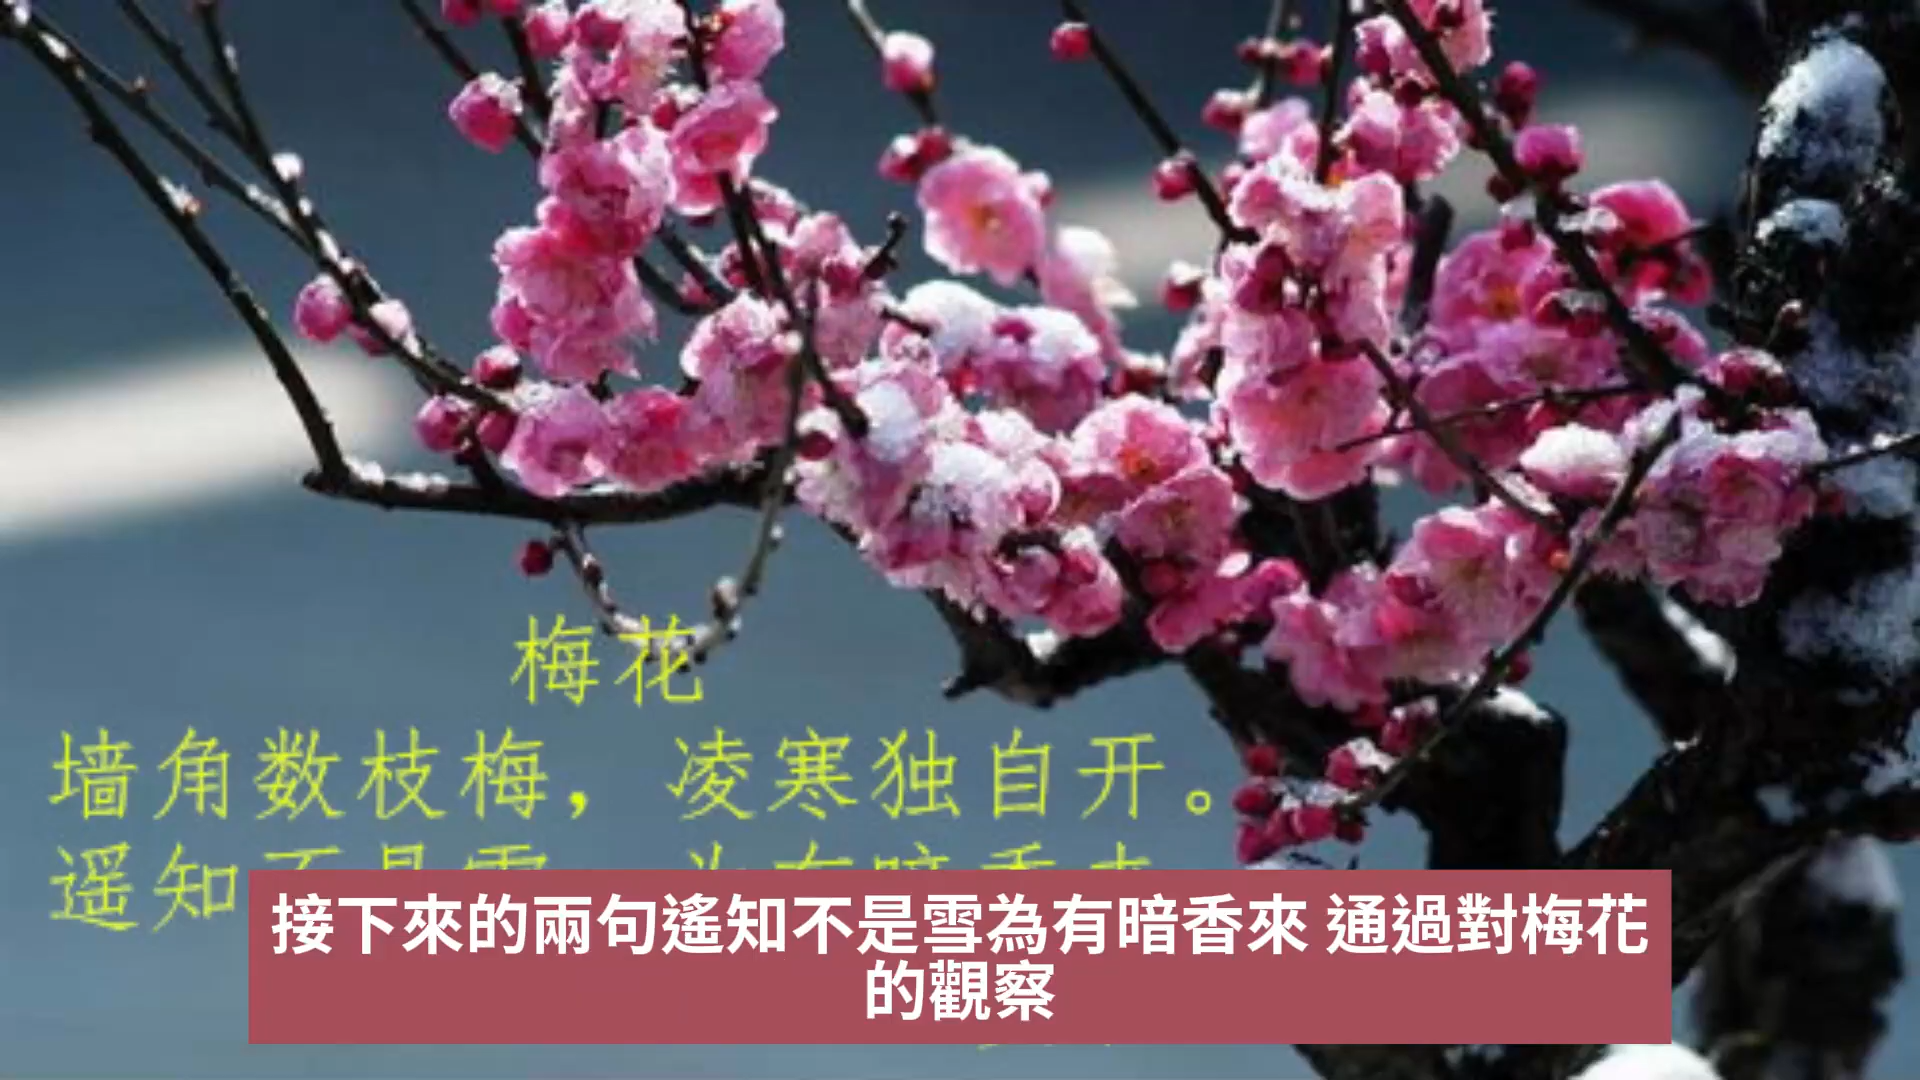 梅花
墙角数枝梅，凌寒独自开。
遥知
接下來的兩句遙知不是雪為有暗香來 通過對梅花
的觀察